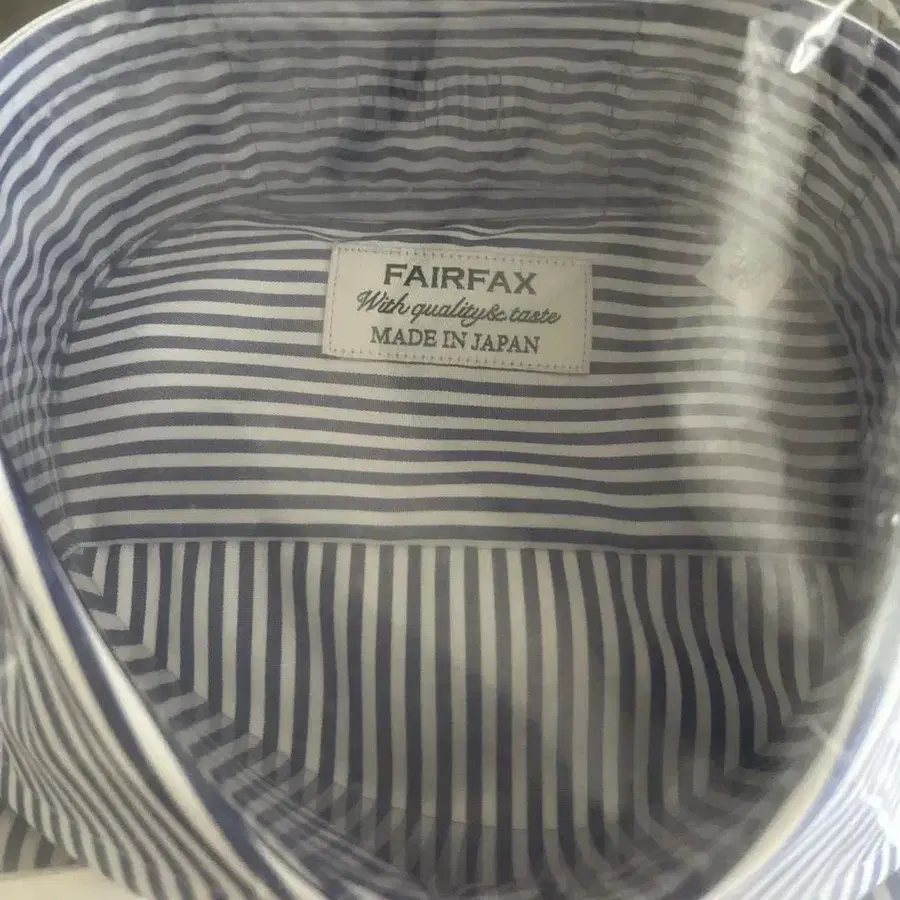 FAIRFAX
With quality & taste
MADE IN JAPAN